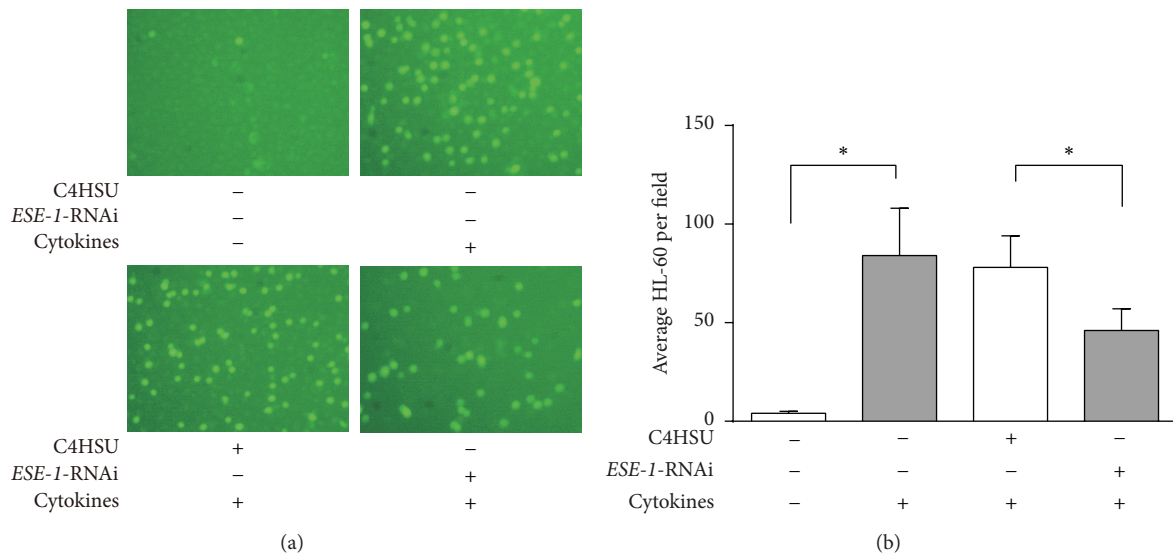 C4HSU – –
ESE-1-RNAi – –
Cytokines – +
C4HSU + –
ESE-1-RNAi – +
Cytokines + +
(a)
Average HL-60 per field
150
100
50
0
* *
C4HSU – – + –
ESE-1-RNAi – – – +
Cytokines – + + +
(b)